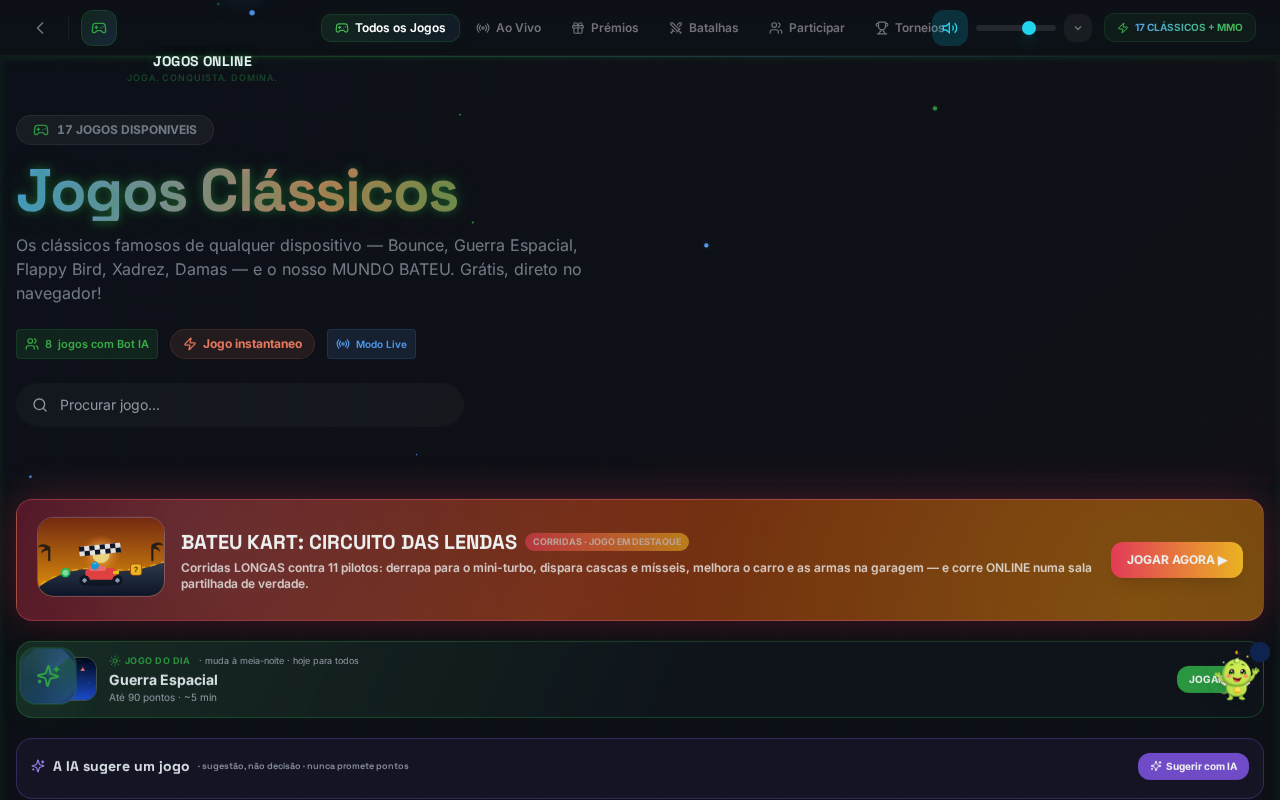 Todos os Jogos
Ao Vivo
Prémios
Batalhas
Participar
Torneios
17 CLÁSSICOS + MMO
JOGOS ONLINE
JOGA. CONQUISTA. DOMINA.
17 JOGOS DISPONIVEIS
Jogos Clássicos
Os clássicos famosos de qualquer dispositivo — Bounce, Guerra Espacial,
Flappy Bird, Xadrez, Damas — e o nosso MUNDO BATEU. Grátis, direto no
navegador!
8 jogos com Bot IA
Jogo instantaneo
Modo Live
Procurar jogo...
BATEU KART: CIRCUITO DAS LENDAS
CORRIDAS · JOGO EM DESTAQUE
Corridas LONGAS contra 11 pilotos: derrapa para o mini-turbo, dispara cascas e mísseis, melhora o carro e as armas na garagem — e corre ONLINE numa sala
partilhada de verdade.
JOGAR AGORA ▶
JOGO DO DIA · muda à meia-noite · hoje para todos
Guerra Espacial
Até 90 pontos · ~5 min
A IA sugere um jogo · sugestão, não decisão · nunca promete pontos
Sugerir com IA